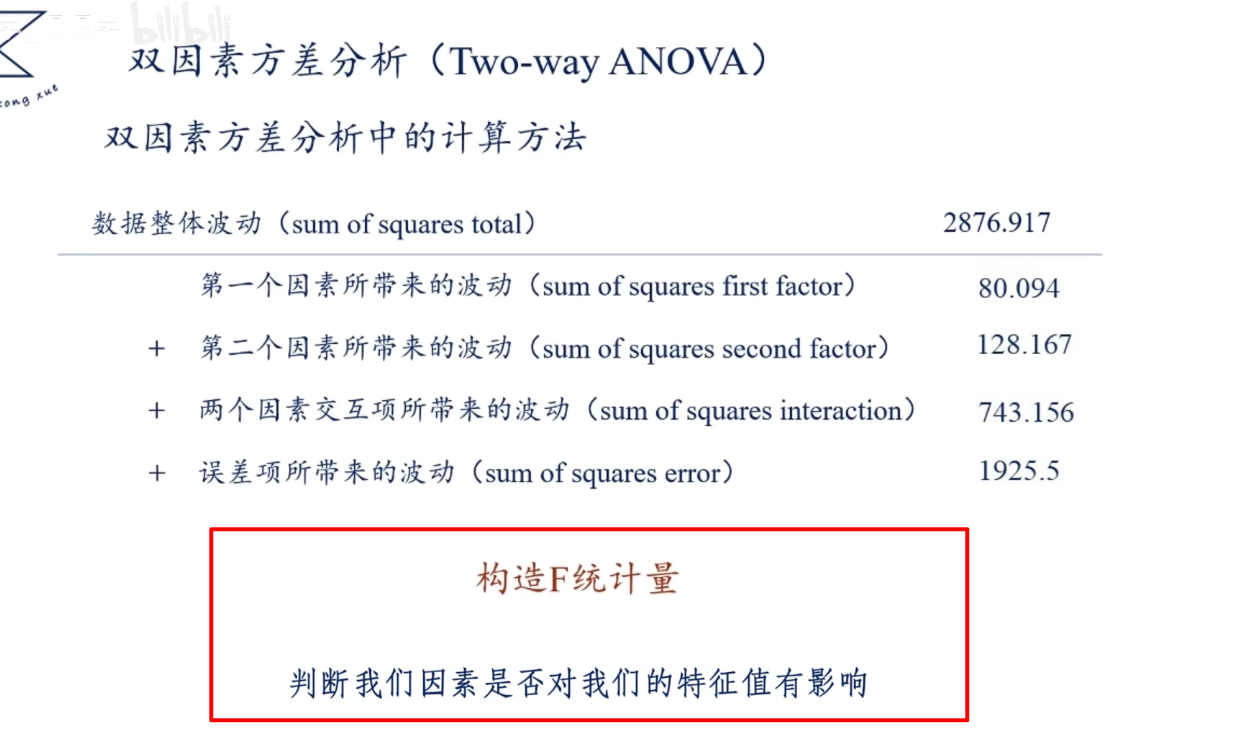 bilibili
ong xue
双因素方差分析（Two-way ANOVA）
双因素方差分析中的计算方法
数据整体波动（sum of squares total） 2876.917
第一个因素所带来的波动（sum of squares first factor） 80.094
+ 第二个因素所带来的波动（sum of squares second factor） 128.167
+ 两个因素交互项所带来的波动（sum of squares interaction） 743.156
+ 误差项所带来的波动（sum of squares error） 1925.5
构造F统计量
判断我们因素是否对我们的特征值有影响